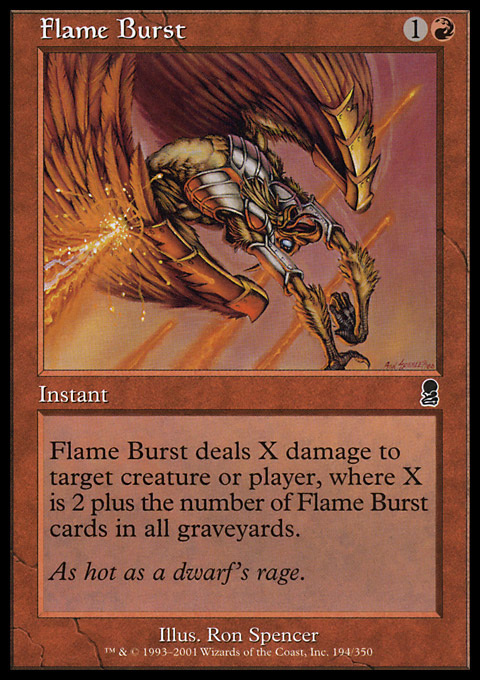 Flame Burst 1
Instant
Flame Burst deals X damage to
target creature or player, where X
is 2 plus the number of Flame Burst
cards in all graveyards.
As hot as a dwarf's rage.
Illus. Ron Spencer
™ & © 1993–2001 Wizards of the Coast, Inc. 194/350